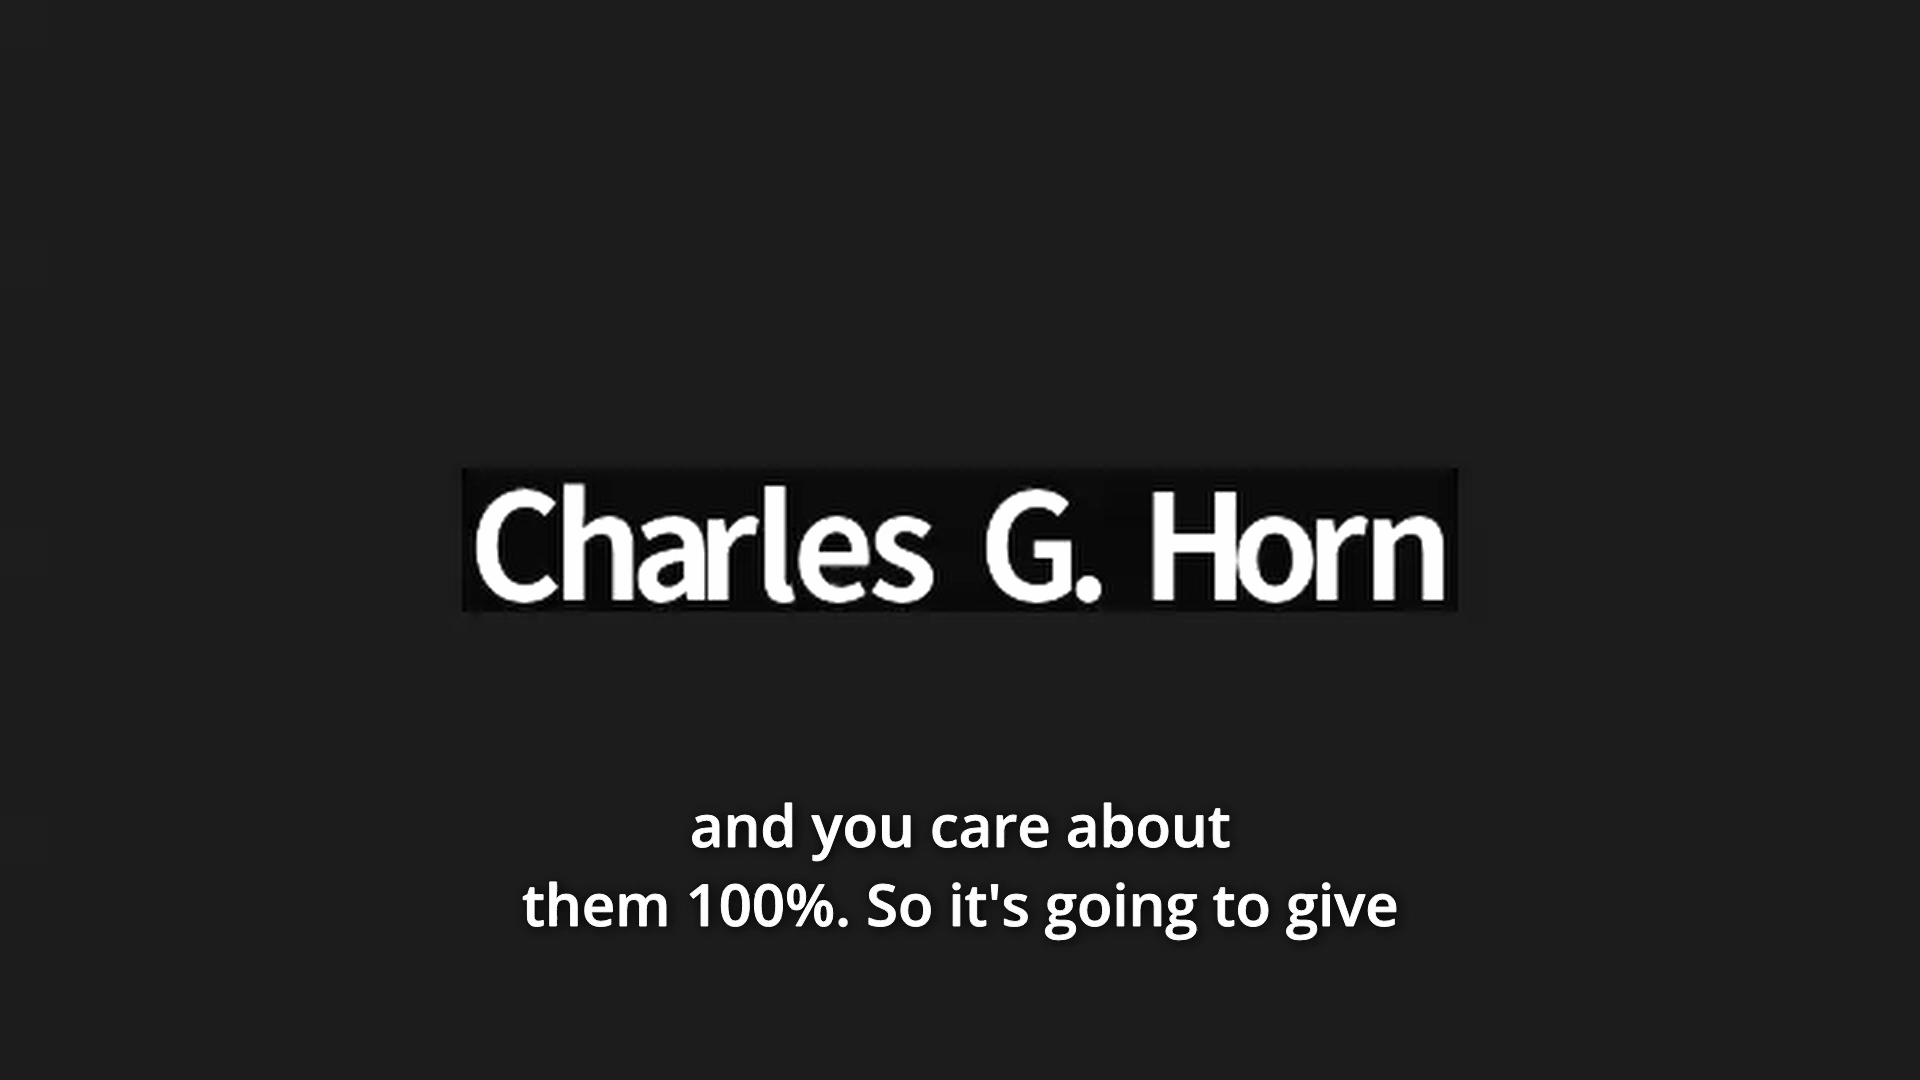 Charles G. Horn
and you care about
them 100%. So it's going to give